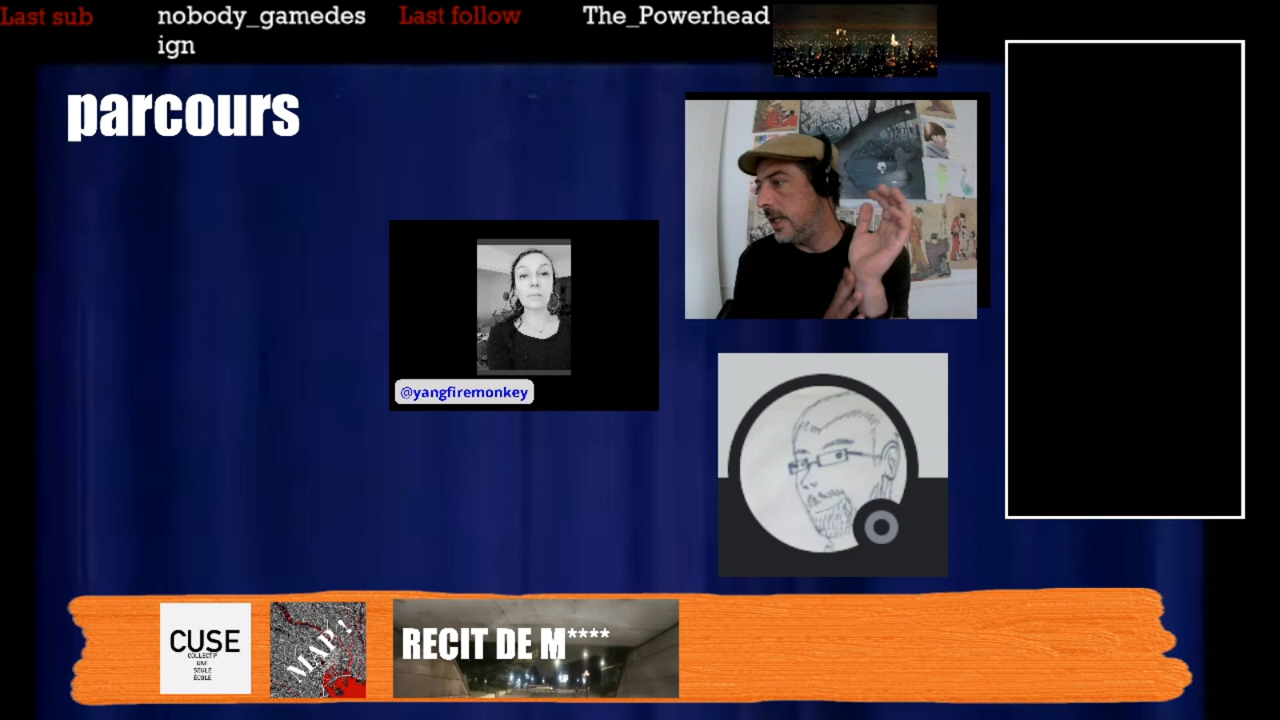 Last sub
nobody_gamedes
ign
Last follow
The_Powerhead
parcours
@yangfiremonkey
CUSE
COLLECTIF
UNE
SEULE
ÉCOLE
MAP !
RECIT DE M****